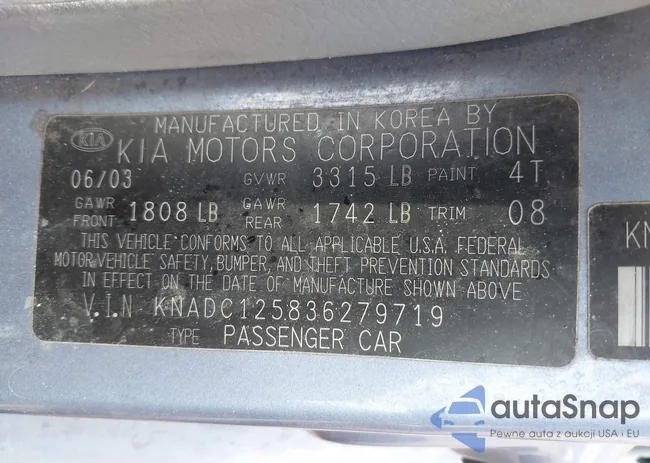 MANUFACTURED IN KOREA BY
KIA KIA MOTORS CORPORATION
06/03 GVWR 3315 LB PAINT 4T
GAWR FRONT 1808 LB GAWR REAR 1742 LB TRIM 08
THIS VEHICLE CONFORMS TO ALL APPLICABLE U.S.A. FEDERAL
MOTOR VEHICLE SAFETY, BUMPER, AND THEFT PREVENTION STANDARDS
IN EFFECT ON THE DATE OF MANUFACTURE SHOWN ABOVE
V.I.N KNADC125836279719
TYPE PASSENGER CAR
KN
autoSnap
Pewne auta z aukcji USA i EU